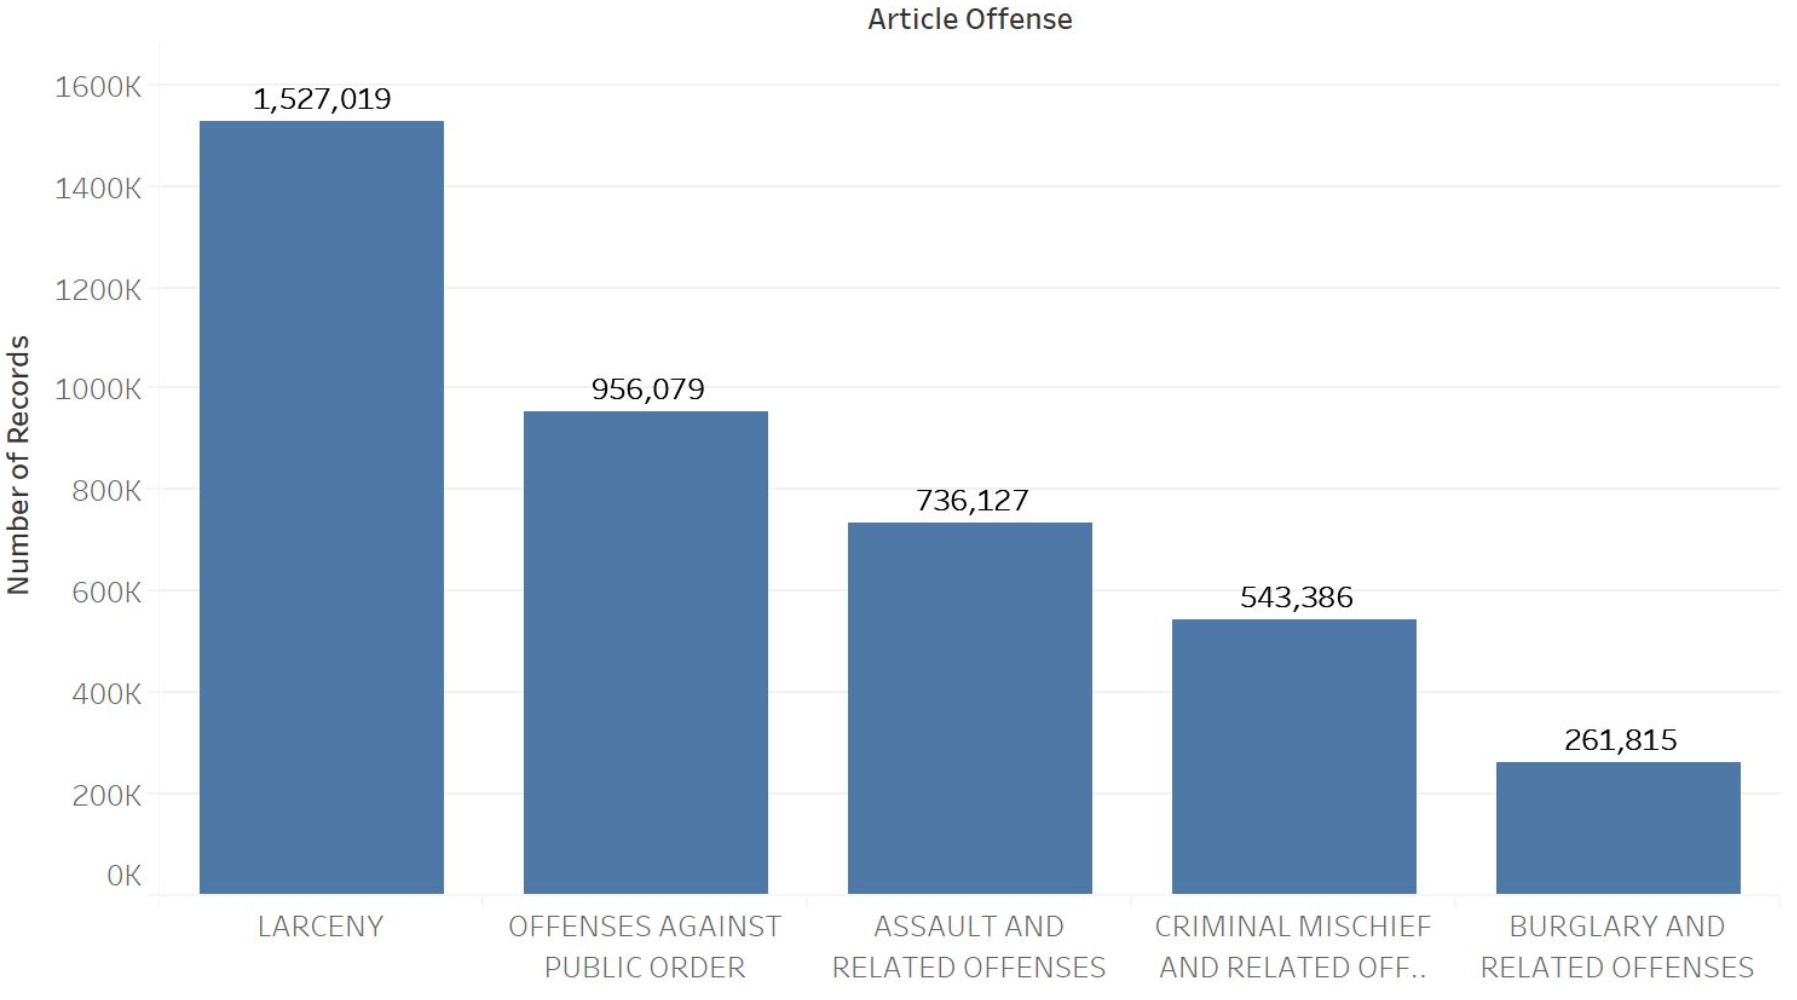 Article Offense
1600K
1400K
1200K
1000K
800K
600K
400K
200K
0K
Number of Records
1,527,019
956,079
736,127
543,386
261,815
LARCENY
OFFENSES AGAINST
PUBLIC ORDER
ASSAULT AND
RELATED OFFENSES
CRIMINAL MISCHIEF
AND RELATED OFF..
BURGLARY AND
RELATED OFFENSES